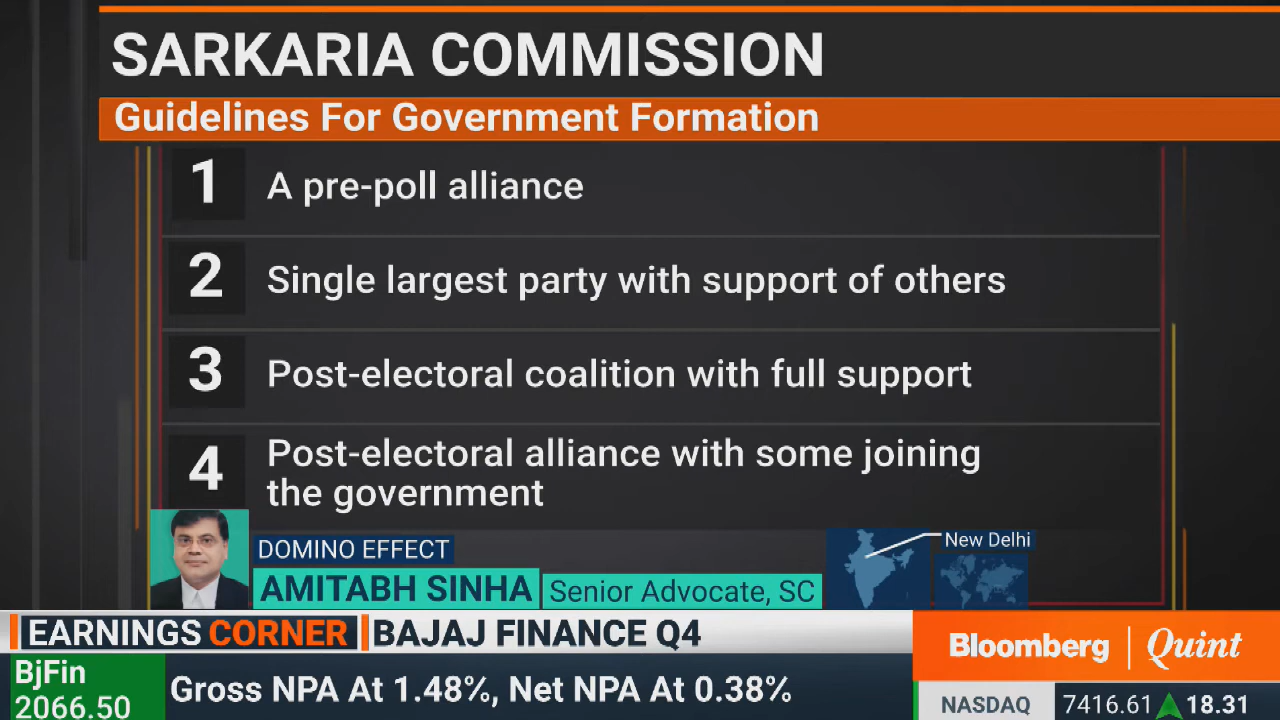 SARKARIA COMMISSION
Guidelines For Government Formation
1 A pre-poll alliance
2 Single largest party with support of others
3 Post-electoral coalition with full support
4 Post-electoral alliance with some joining
the government
DOMINO EFFECT
AMITABH SINHA Senior Advocate, SC
New Delhi
EARNINGS CORNER BAJAJ FINANCE Q4
Bloomberg | Quint
BjFin
2066.50
Gross NPA At 1.48%, Net NPA At 0.38%
NASDAQ 7416.61 18.31